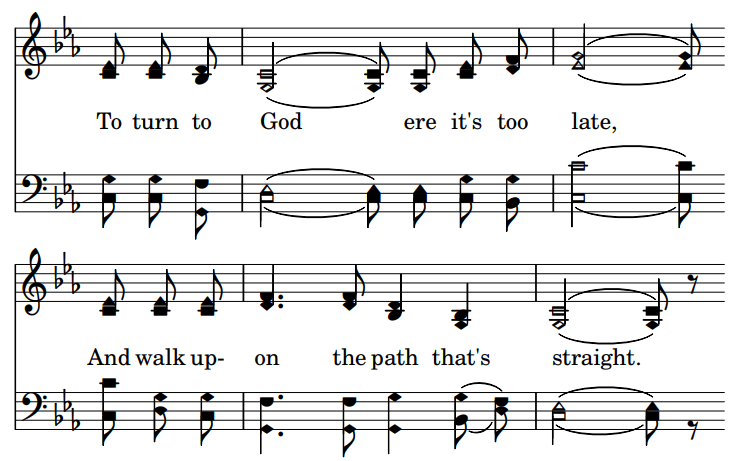 To turn to God ere it's too late,
And walk up- on the path that's straight.